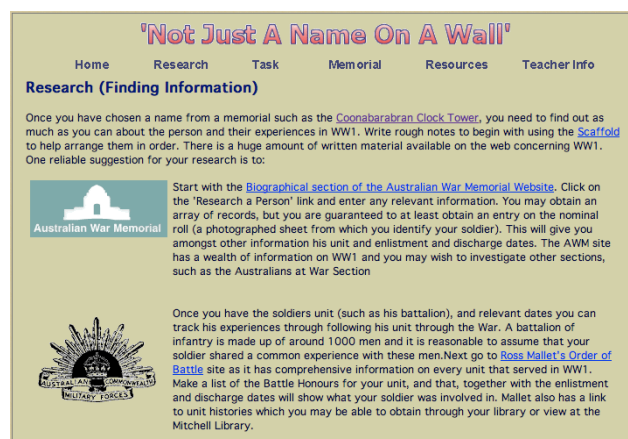 'Not Just A Name On A Wall'
Home Research Task Memorial Resources Teacher Info
Research (Finding Information)
Once you have chosen a name from a memorial such as the Coonabarabran Clock Tower, you need to find out as
much as you can about the person and their experiences in WW1. Write rough notes to begin with using the Scaffold
to help arrange them in order. There is a huge amount of written material available on the web concerning WW1.
One reliable suggestion for your research is to:
Australian War Memorial
Start with the Biographical section of the Australian War Memorial Website. Click on
the 'Research a Person' link and enter any relevant information. You may obtain an
array of records, but you are guaranteed to at least obtain an entry on the nominal
roll (a photographed sheet from which you identify your soldier). This will give you
amongst other information his unit and enlistment and discharge dates. The AWM site
has a wealth of information on WW1 and you may wish to investigate other sections,
such as the Australians at War Section
AUSTRALIAN COMMONWEALTH
MILITARY FORCES
Once you have the soldiers unit (such as his battalion), and relevant dates you can
track his experiences through following his unit through the War. A battalion of
infantry is made up of around 1000 men and it is reasonable to assume that your
soldier shared a common experience with these men.Next go to Ross Mallet's Order of
Battle site as it has comprehensive information on every unit that served in WW1.
Make a list of the Battle Honours for your unit, and that, together with the enlistment
and discharge dates will show what your soldier was involved in. Mallet also has a link
to unit histories which you may be able to obtain through your library or view at the
Mitchell Library.